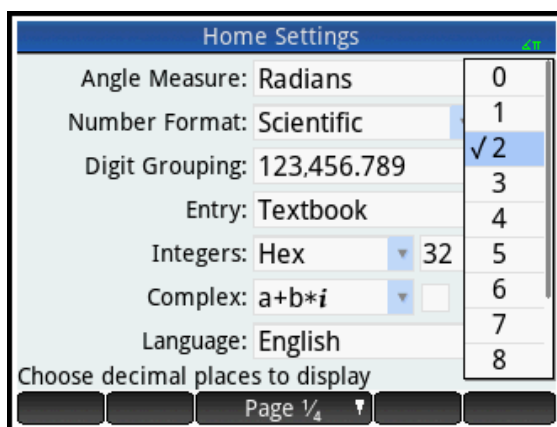 Home Settings
∡π
Angle Measure: Radians
Number Format: Scientific
Digit Grouping: 123,456.789
Entry: Textbook
Integers: Hex 32
Complex: a+b*i
Language: English
0
1
√ 2
3
4
5
6
7
8
Choose decimal places to display
Page ¼